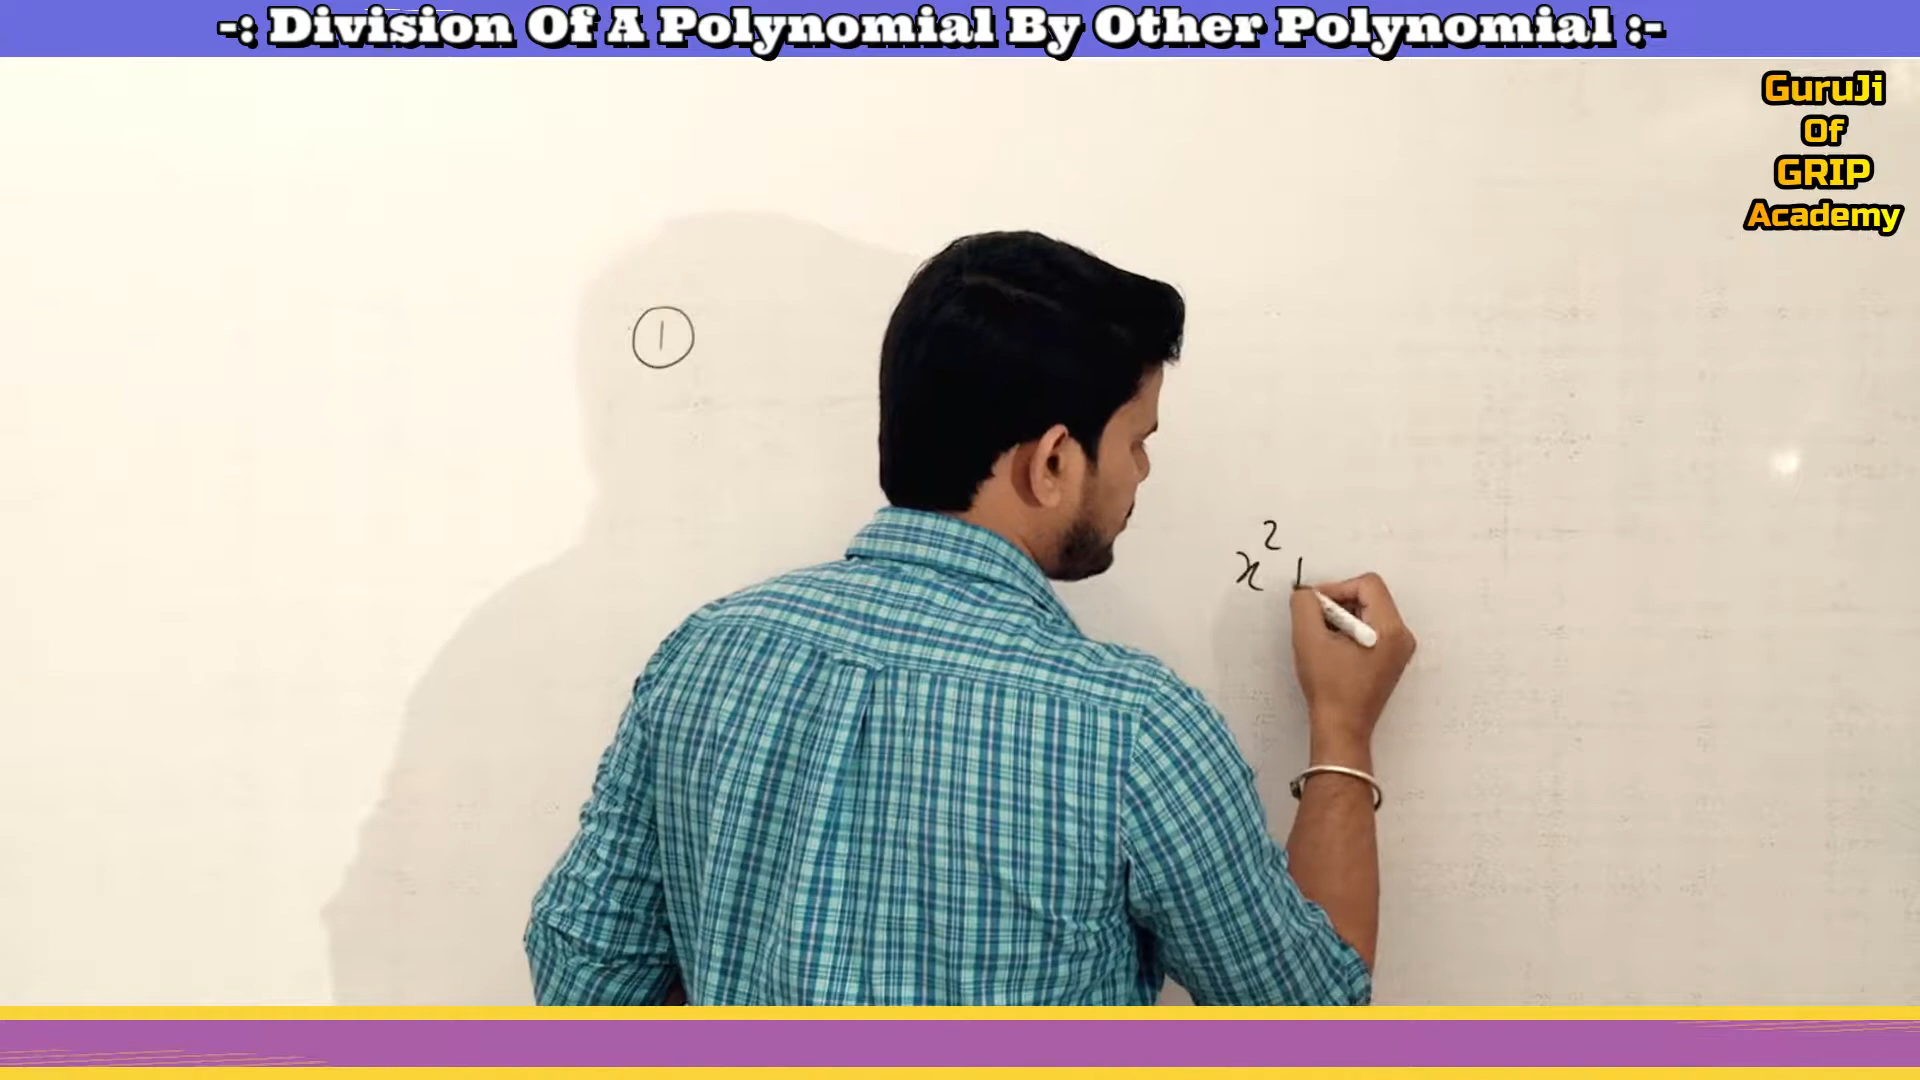 -: Division Of A Polynomial By Other Polynomial :-
GuruJi
Of
GRIP
Academy
1
x²